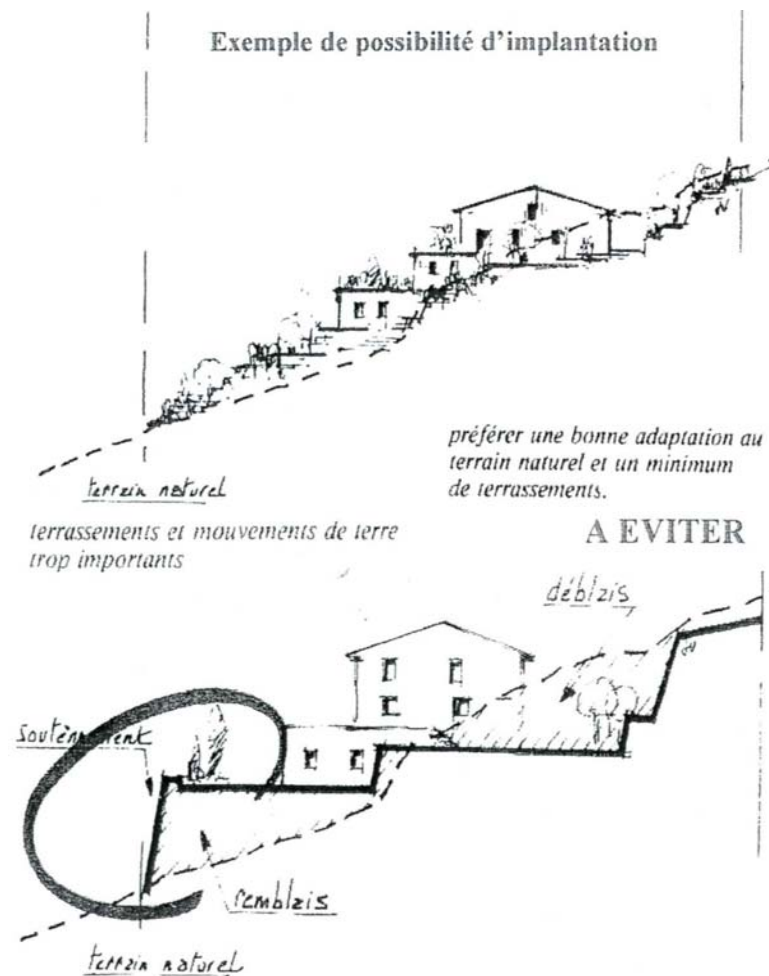 Exemple de possibilité d'implantation
préférer une bonne adaptation au
terrain naturel et un minimum
de terrassements.
terrain naturel
terrassements et mouvements de terre
trop importants
A EVITER
déblais
soutènement
remblais
terrain naturel